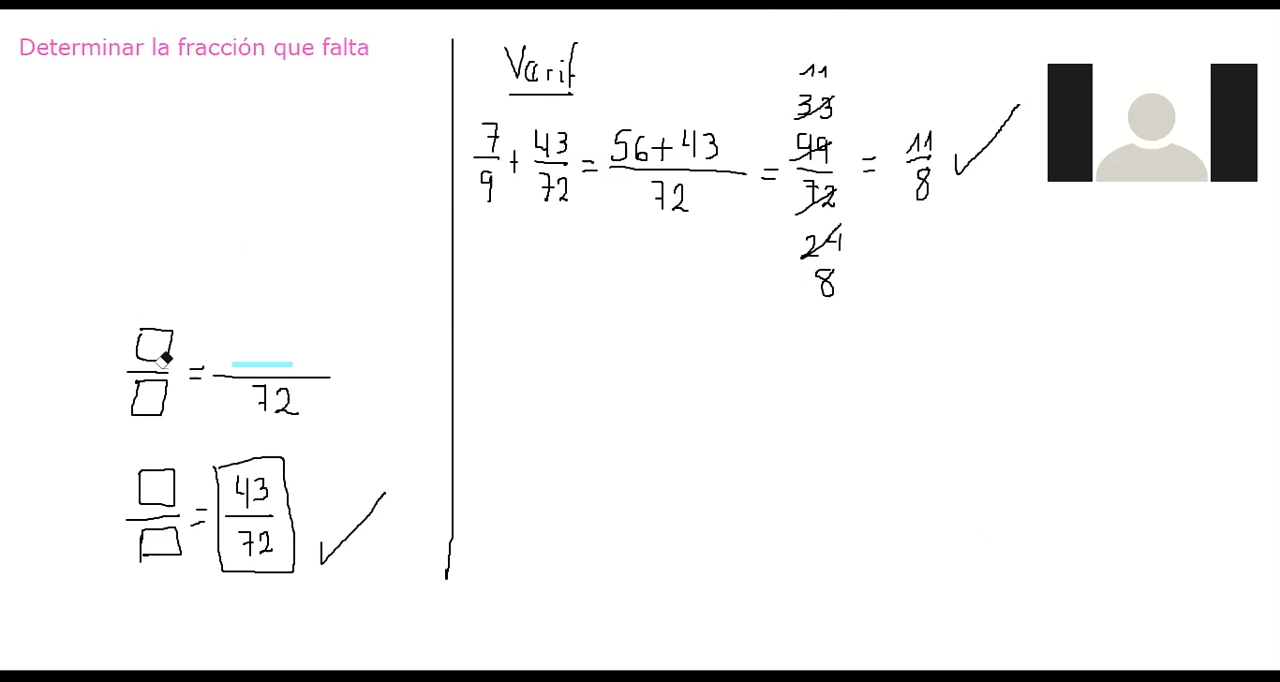 Determinar la fracción que falta
Varif
7/9 + 43/72 = 56+43/72 = 99/72 = 11/8
11
33
24
8
□/□ = /72
□/□ = 43/72